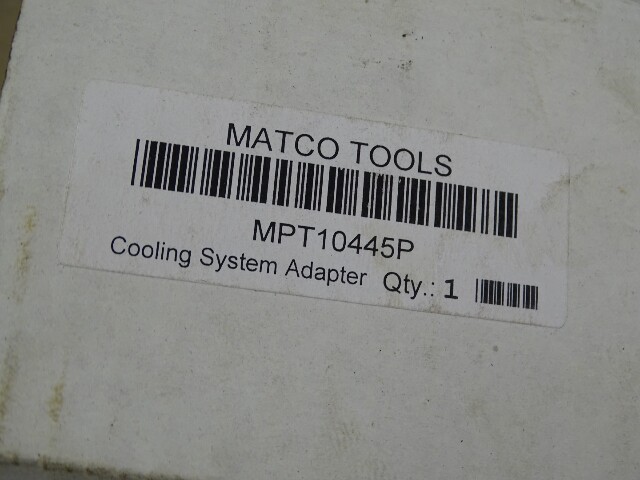 MATCO TOOLS
MPT10445P
Cooling System Adapter Qty.: 1